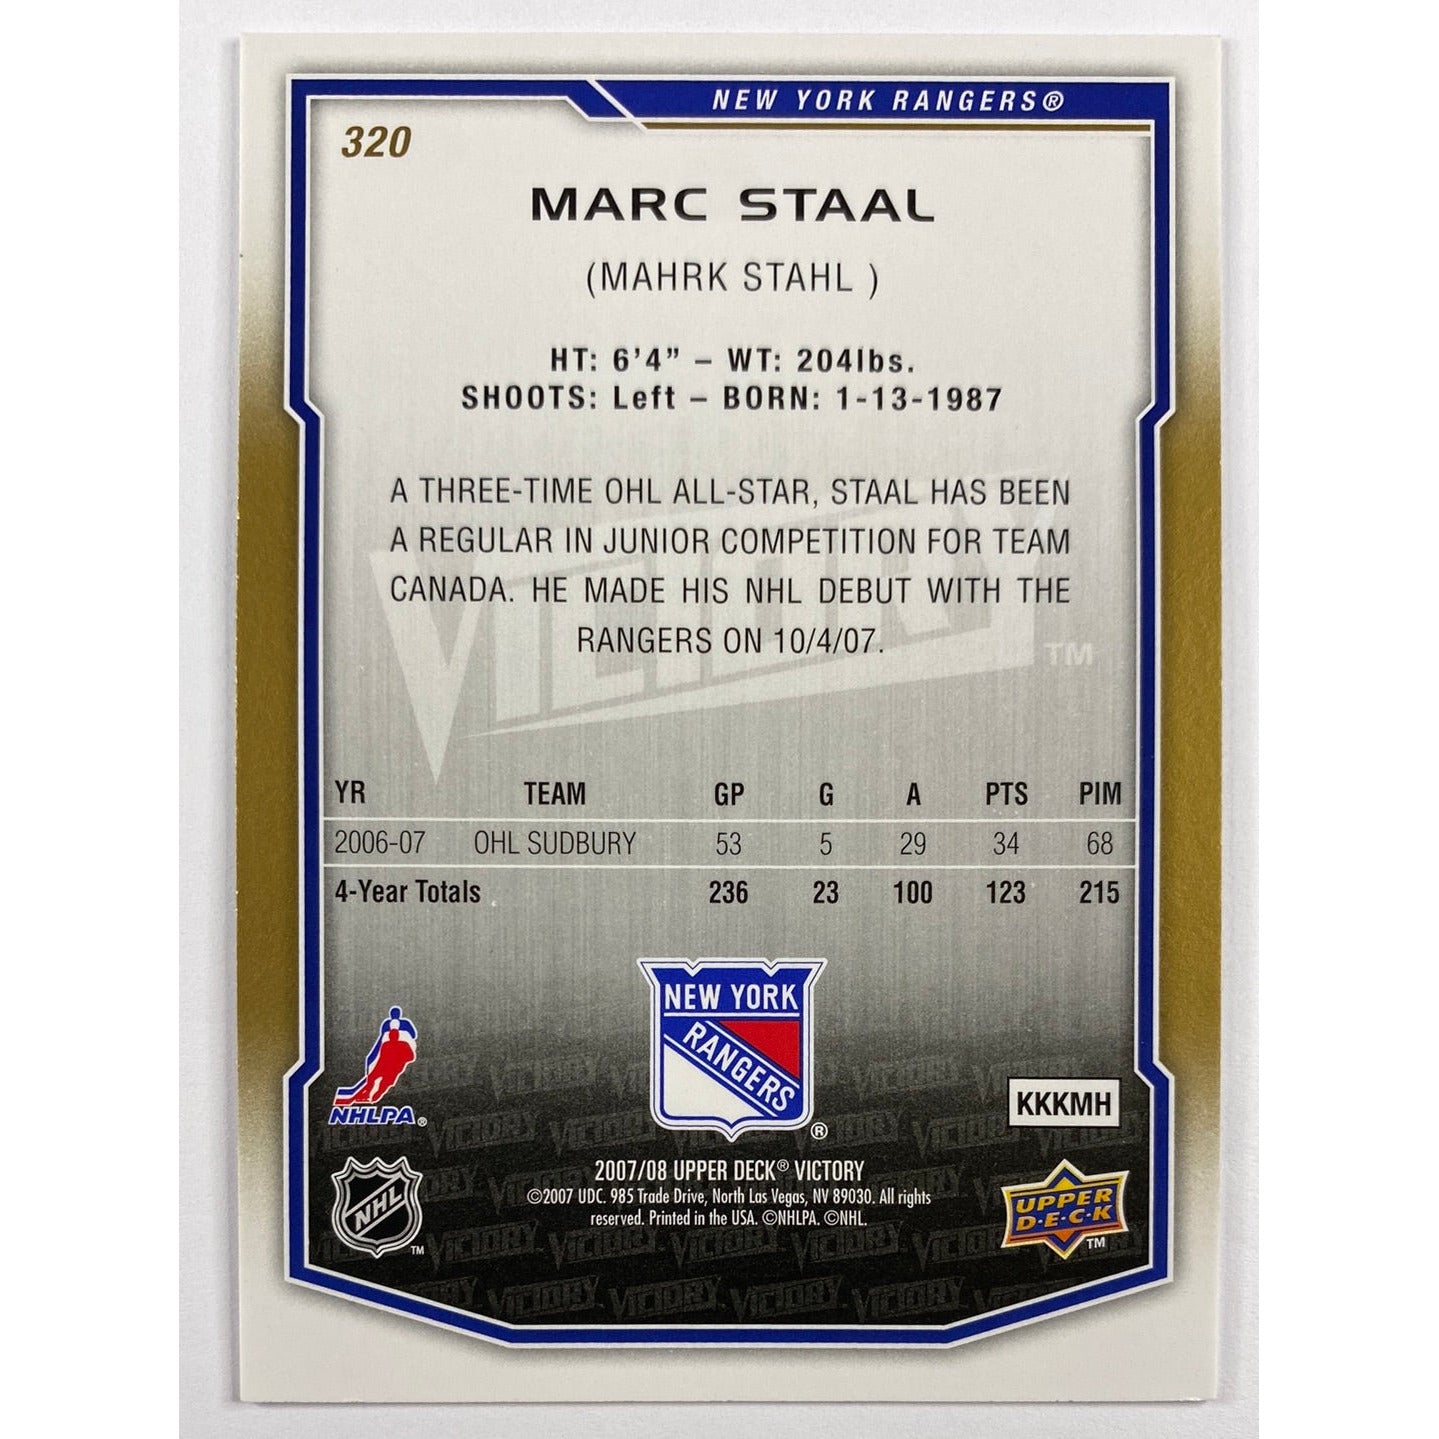 NEW YORK RANGERS®
320
MARC STAAL
(MAHRK STAHL )
HT: 6'4" – WT: 204lbs.
SHOOTS: Left – BORN: 1-13-1987
A THREE-TIME OHL ALL-STAR, STAAL HAS BEEN
A REGULAR IN JUNIOR COMPETITION FOR TEAM
CANADA. HE MADE HIS NHL DEBUT WITH THE
RANGERS ON 10/4/07.
VICTORY™
YR TEAM GP G A PTS PIM
2006-07 OHL SUDBURY 53 5 29 34 68
4-Year Totals 236 23 100 123 215
NEW YORK
RANGERS
®
NHLPA®
KKKMH
2007/08 UPPER DECK® VICTORY
©2007 UDC. 985 Trade Drive, North Las Vegas, NV 89030. All rights
reserved. Printed in the USA. ©NHLPA. ©NHL.
NHL™
UPPER
D·E·C·K™